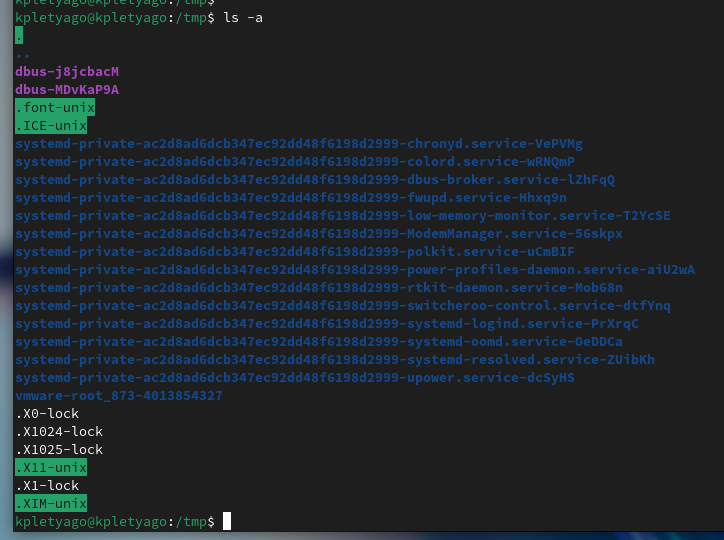 kpletyago@kpletyago:/tmp$
kpletyago@kpletyago:/tmp$ ls -a
.
..
dbus-j8jcbacM
dbus-MDvKaP9A
.font-unix
.ICE-unix
systemd-private-ac2d8ad6dcb347ec92dd48f6198d2999-chronyd.service-VePVMg
systemd-private-ac2d8ad6dcb347ec92dd48f6198d2999-colord.service-wRNQmP
systemd-private-ac2d8ad6dcb347ec92dd48f6198d2999-dbus-broker.service-lZhFqQ
systemd-private-ac2d8ad6dcb347ec92dd48f6198d2999-fwupd.service-Hhxq9n
systemd-private-ac2d8ad6dcb347ec92dd48f6198d2999-low-memory-monitor.service-T2YcSE
systemd-private-ac2d8ad6dcb347ec92dd48f6198d2999-ModemManager.service-56skpx
systemd-private-ac2d8ad6dcb347ec92dd48f6198d2999-polkit.service-uCmBIF
systemd-private-ac2d8ad6dcb347ec92dd48f6198d2999-power-profiles-daemon.service-aiU2wA
systemd-private-ac2d8ad6dcb347ec92dd48f6198d2999-rtkit-daemon.service-Mob68n
systemd-private-ac2d8ad6dcb347ec92dd48f6198d2999-switcheroo-control.service-dtfYnq
systemd-private-ac2d8ad6dcb347ec92dd48f6198d2999-systemd-logind.service-PrXrqC
systemd-private-ac2d8ad6dcb347ec92dd48f6198d2999-systemd-oomd.service-OeDDCa
systemd-private-ac2d8ad6dcb347ec92dd48f6198d2999-systemd-resolved.service-ZUibKh
systemd-private-ac2d8ad6dcb347ec92dd48f6198d2999-upower.service-dcSyHS
vmware-root_873-4013854327
.X0-lock
.X1024-lock
.X1025-lock
.X11-unix
.X1-lock
.XIM-unix
kpletyago@kpletyago:/tmp$